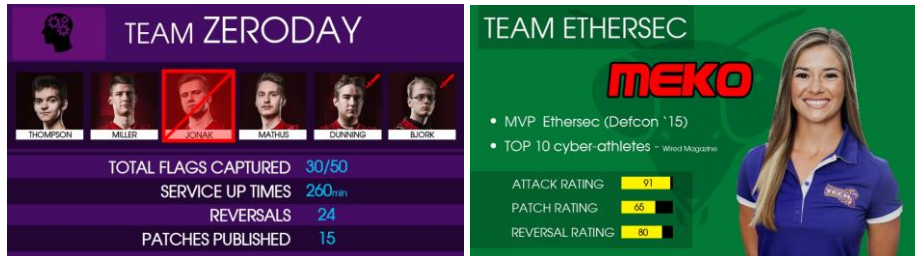 TEAM ZERODAY
THOMPSON
MILLER
JONAK
MATHUS
DUNNING
BJORK
TOTAL FLAGS CAPTURED 30/50
SERVICE UP TIMES 260min
REVERSALS 24
PATCHES PUBLISHED 15
TEAM ETHERSEC
MEKO
• MVP Ethersec (Defcon `15)
• TOP 10 cyber-athletes - Wired Magazine
ATTACK RATING 91
PATCH RATING 65
REVERSAL RATING 80